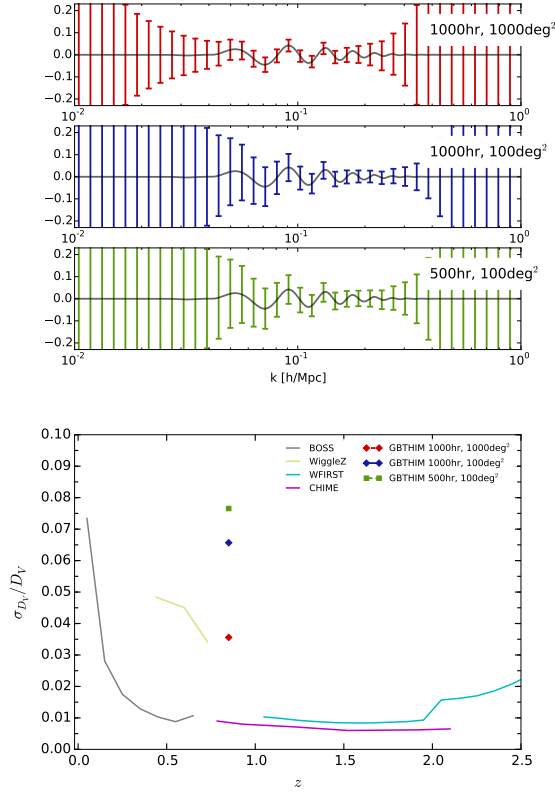 0.2
0.1
0.0
−0.1
−0.2
1000hr, 1000deg²
10⁻² 10⁻¹ 10⁰
0.2
0.1
0.0
−0.1
−0.2
1000hr, 100deg²
10⁻² 10⁻¹ 10⁰
0.2
0.1
0.0
−0.1
−0.2
500hr, 100deg²
10⁻² 10⁻¹ 10⁰
k [h/Mpc]
0.10
0.09
0.08
0.07
0.06
0.05
0.04
0.03
0.02
0.01
0.00
σ_{D_V}/D_V
BOSS
WiggleZ
WFIRST
CHIME
GBTHIM 1000hr, 1000deg²
GBTHIM 1000hr, 100deg²
GBTHIM 500hr, 100deg²
0.0 0.5 1.0 1.5 2.0 2.5
z